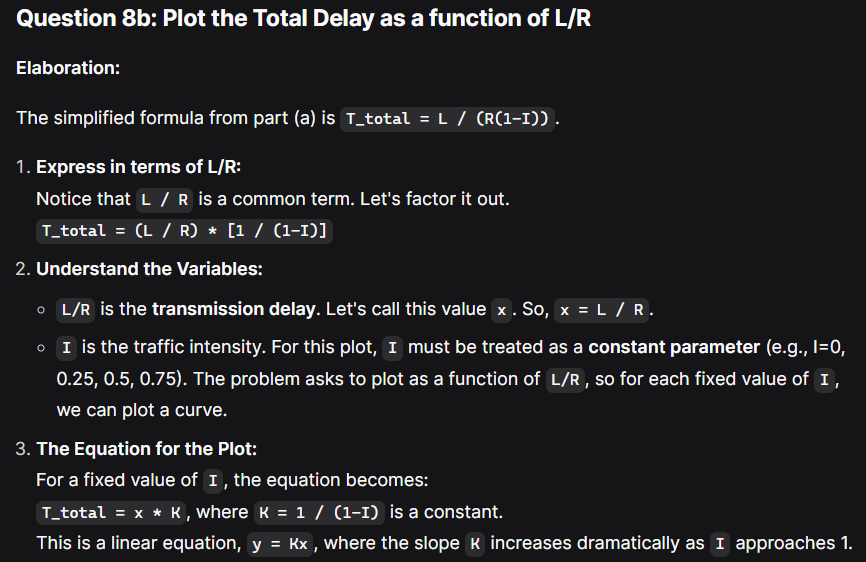 Question 8b: Plot the Total Delay as a function of L/R
Elaboration:
The simplified formula from part (a) is T_total = L / (R(1-I)).
1. Express in terms of L/R:
Notice that L / R is a common term. Let's factor it out.
T_total = (L / R) * [1 / (1-I)]
2. Understand the Variables:
○ L/R is the transmission delay. Let's call this value x. So, x = L / R.
○ I is the traffic intensity. For this plot, I must be treated as a constant parameter (e.g., I=0,
0.25, 0.5, 0.75). The problem asks to plot as a function of L/R, so for each fixed value of I,
we can plot a curve.
3. The Equation for the Plot:
For a fixed value of I, the equation becomes:
T_total = x * K, where K = 1 / (1-I) is a constant.
This is a linear equation, y = Kx, where the slope K increases dramatically as I approaches 1.